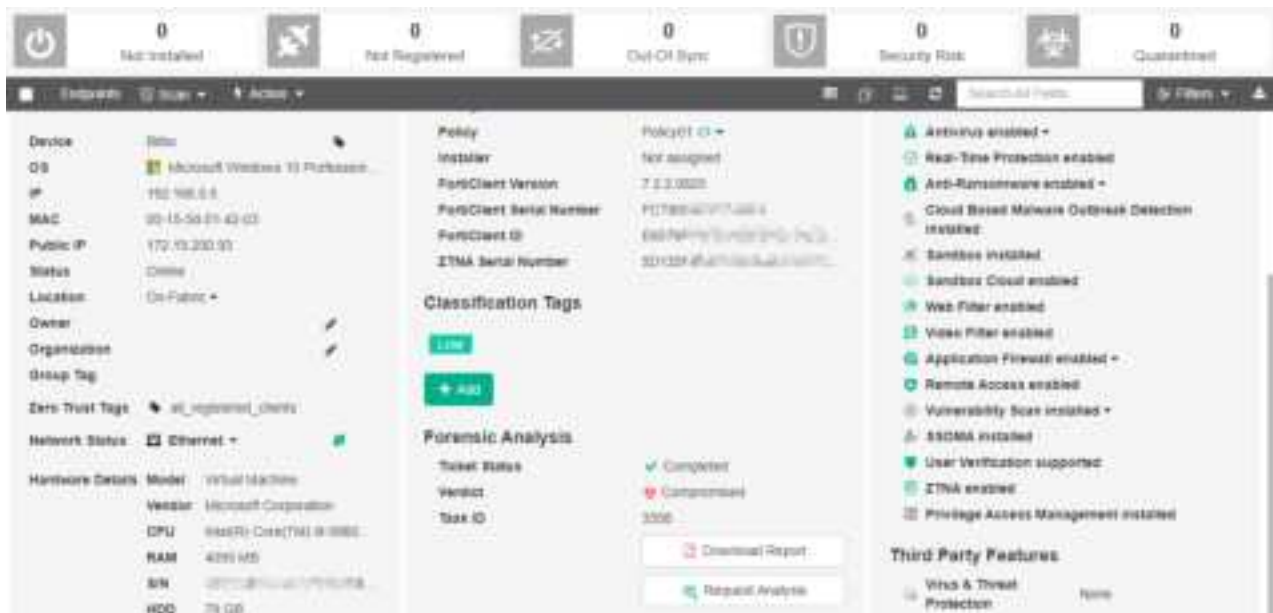 0
Not Installed
0
Not Registered
0
Out-Of-Sync
0
Security Risk
0
Quarantined
Endpoints Scan Action Search All Fields Filters
Device
OS Microsoft Windows 10 Profession...
IP
MAC
Public IP
Status Online
Location On-Fabric
Owner
Organization
Group Tag
Zero Trust Tags all_registered_clients
Network Status Ethernet
Hardware Details Model Virtual Machine
Vendor Microsoft Corporation
CPU
RAM 4095 MB
S/N
HDD 79 GB
Policy Policy01
Installer Not assigned
FortiClient Version
FortiClient Serial Number
FortiClient ID
ZTNA Serial Number
Classification Tags
Low
+ Add
Forensic Analysis
Ticket Status Completed
Verdict Compromised
Task ID
Download Report
Request Analysis
Antivirus enabled
Real-Time Protection enabled
Anti-Ransomware enabled
Cloud Based Malware Outbreak Detection
installed
Sandbox installed
Sandbox Cloud enabled
Web Filter enabled
Video Filter enabled
Application Firewall enabled
Remote Access enabled
Vulnerability Scan installed
SSOMA installed
User Verification supported
ZTNA enabled
Privilege Access Management installed
Third Party Features
Virus & Threat
Protection None